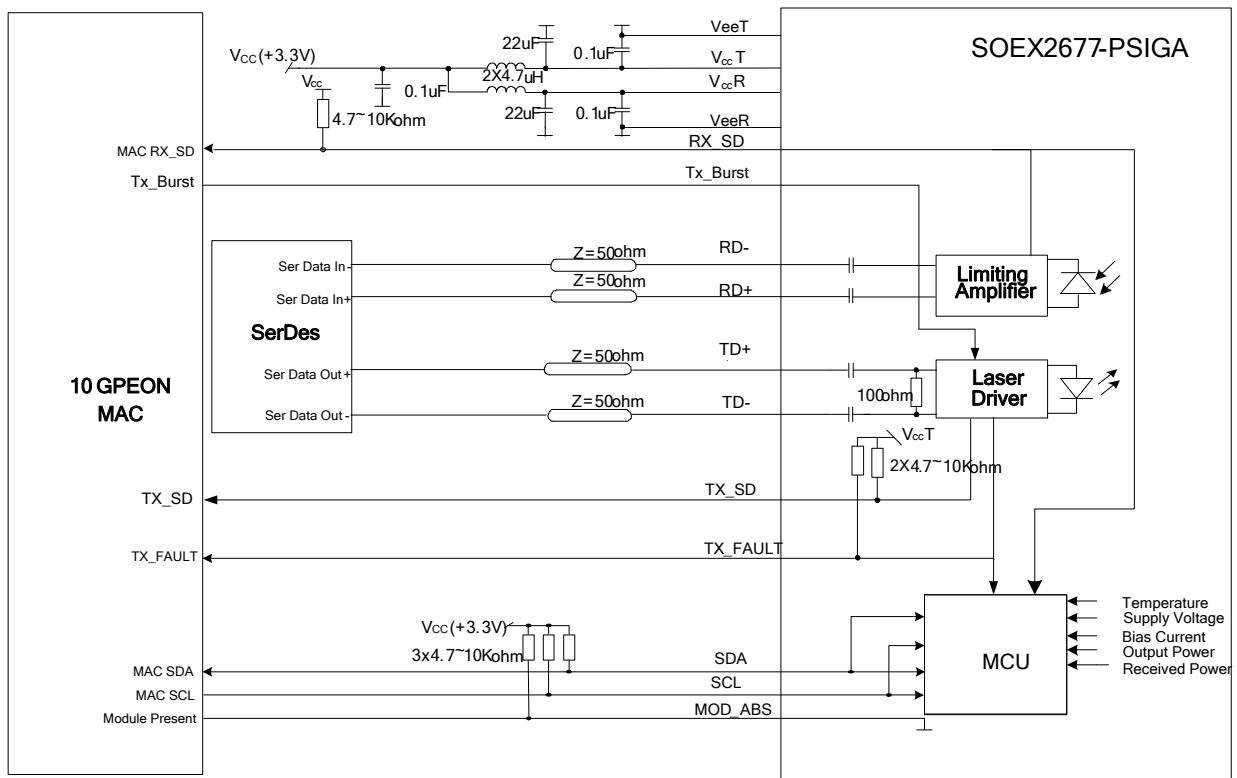 SOEX2677-PSIGA
VeeT
22uF
0.1uF
VCC(+3.3V)
VccT
Vcc
0.1uF
2X4.7uH
VccR
22uF
0.1uF
4.7~10Kohm
VeeR
RX_SD
MAC RX_SD
Tx_Burst
Tx_Burst
Z=50ohm
RD-
Ser Data In-
Limiting
Amplifier
Z=50ohm
RD+
Ser Data In+
SerDes
Z=50ohm
TD+
Ser Data Out+
Laser
Driver
10 GPEON
MAC
100ohm
Z=50ohm
TD-
Ser Data Out-
VccT
2X4.7~10Kohm
TX_SD
TX_SD
TX_FAULT
TX_FAULT
Temperature
Supply Voltage
Bias Current
Output Power
Received Power
VCC(+3.3V)
3x4.7~10Kohm
MCU
MAC SDA
SDA
MAC SCL
SCL
Module Present
MOD_ABS